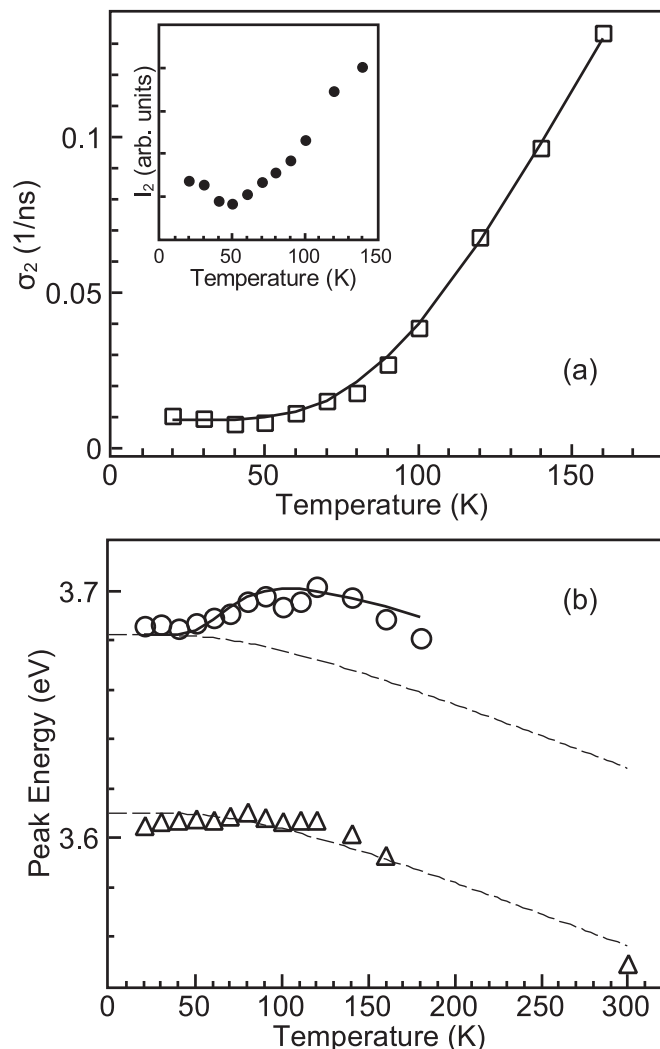 0.1
0.05
0
σ₂ (1/ns)
I₂ (arb. units)
0 50 100 150
Temperature (K)
(a)
0 50 100 150
Temperature (K)
3.7
3.6
Peak Energy (eV)
(b)
0 50 100 150 200 250 300
Temperature (K)